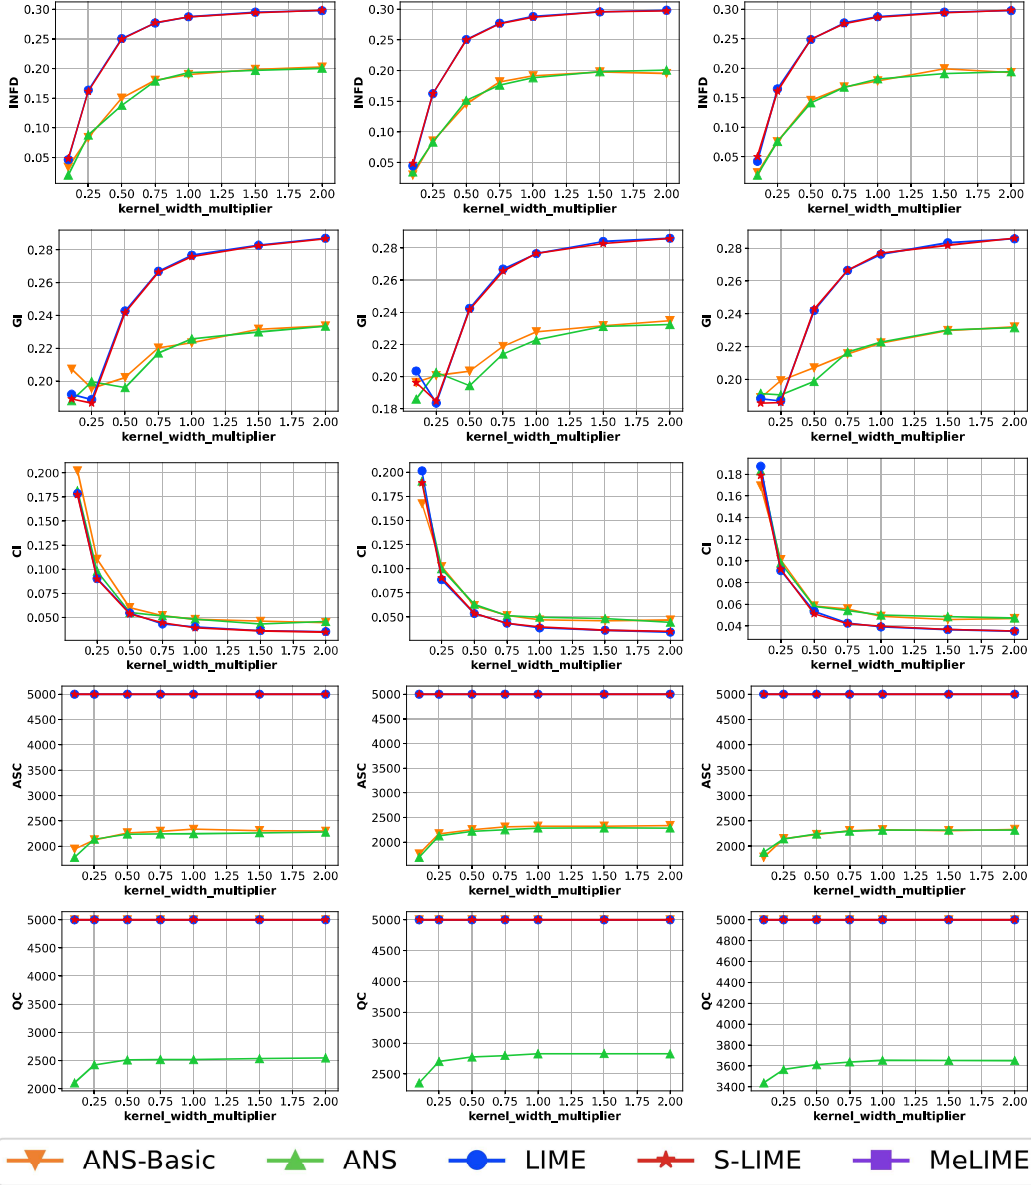 0.30 0.25 0.20 0.15 0.10 0.05 INFD
0.25 0.50 0.75 1.00 1.25 1.50 1.75 2.00
kernel_width_multiplier
0.30 0.25 0.20 0.15 0.10 0.05 INFD
0.25 0.50 0.75 1.00 1.25 1.50 1.75 2.00
kernel_width_multiplier
0.30 0.25 0.20 0.15 0.10 0.05 INFD
0.25 0.50 0.75 1.00 1.25 1.50 1.75 2.00
kernel_width_multiplier
0.28 0.26 0.24 0.22 0.20 GI
0.25 0.50 0.75 1.00 1.25 1.50 1.75 2.00
kernel_width_multiplier
0.28 0.26 0.24 0.22 0.20 0.18 GI
0.25 0.50 0.75 1.00 1.25 1.50 1.75 2.00
kernel_width_multiplier
0.28 0.26 0.24 0.22 0.20 GI
0.25 0.50 0.75 1.00 1.25 1.50 1.75 2.00
kernel_width_multiplier
0.200 0.175 0.150 0.125 0.100 0.075 0.050 CI
0.25 0.50 0.75 1.00 1.25 1.50 1.75 2.00
kernel_width_multiplier
0.200 0.175 0.150 0.125 0.100 0.075 0.050 CI
0.25 0.50 0.75 1.00 1.25 1.50 1.75 2.00
kernel_width_multiplier
0.18 0.16 0.14 0.12 0.10 0.08 0.06 0.04 CI
0.25 0.50 0.75 1.00 1.25 1.50 1.75 2.00
kernel_width_multiplier
5000 4500 4000 3500 3000 2500 2000 ASC
0.25 0.50 0.75 1.00 1.25 1.50 1.75 2.00
kernel_width_multiplier
5000 4500 4000 3500 3000 2500 2000 ASC
0.25 0.50 0.75 1.00 1.25 1.50 1.75 2.00
kernel_width_multiplier
5000 4500 4000 3500 3000 2500 2000 ASC
0.25 0.50 0.75 1.00 1.25 1.50 1.75 2.00
kernel_width_multiplier
5000 4500 4000 3500 3000 2500 2000 QC
0.25 0.50 0.75 1.00 1.25 1.50 1.75 2.00
kernel_width_multiplier
5000 4500 4000 3500 3000 2500 QC
0.25 0.50 0.75 1.00 1.25 1.50 1.75 2.00
kernel_width_multiplier
5000 4800 4600 4400 4200 4000 3800 3600 3400 QC
0.25 0.50 0.75 1.00 1.25 1.50 1.75 2.00
kernel_width_multiplier
ANS-Basic ANS LIME S-LIME MeLIME